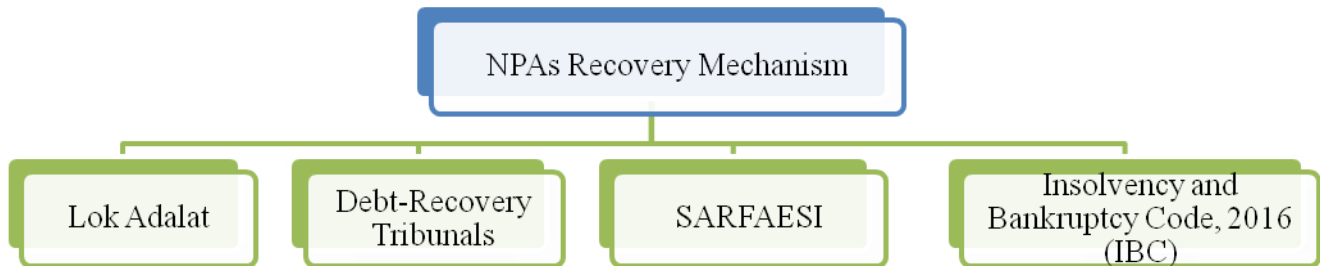 NPAs Recovery Mechanism
Lok Adalat
Debt-Recovery
Tribunals
SARFAESI
Insolvency and
Bankruptcy Code, 2016
(IBC)